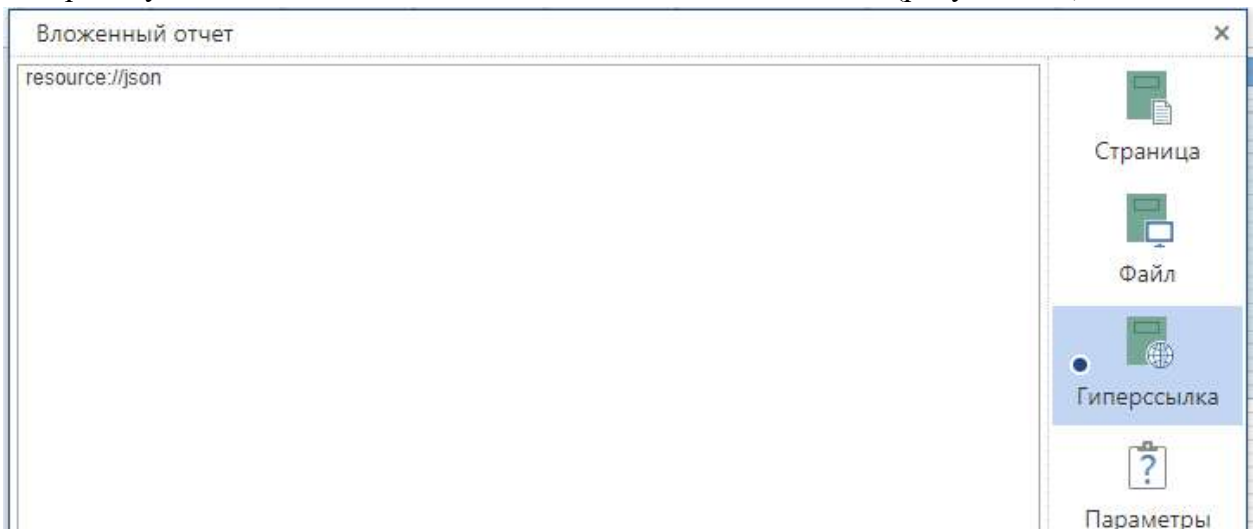 Вложенный отчет
resource://json
Страница
Файл
Гиперссылка
Параметры